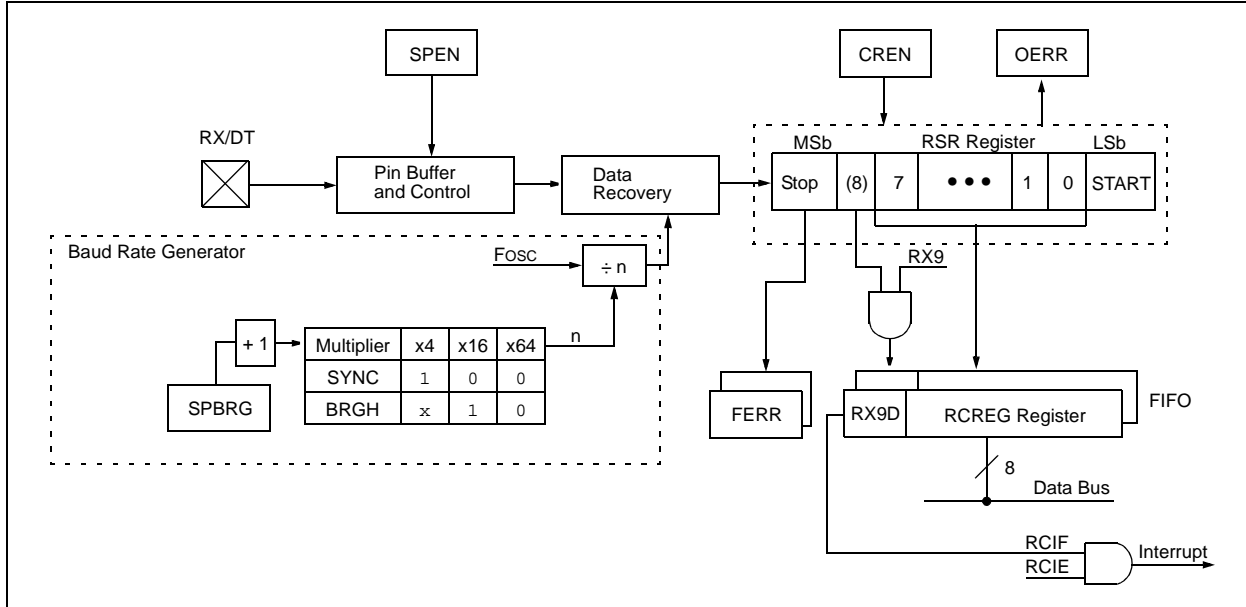 SPEN
CREN
OERR
RX/DT
Pin Buffer
and Control
Data
Recovery
MSb
RSR Register
LSb
Stop (8) 7 ••• 1 0 START
Baud Rate Generator
FOSC
÷ n
RX9
n
+ 1
Multiplier x4 x16 x64
SYNC 1 0 0
BRGH x 1 0
SPBRG
FERR
RX9D
RCREG Register
FIFO
8
Data Bus
RCIF
RCIE
Interrupt